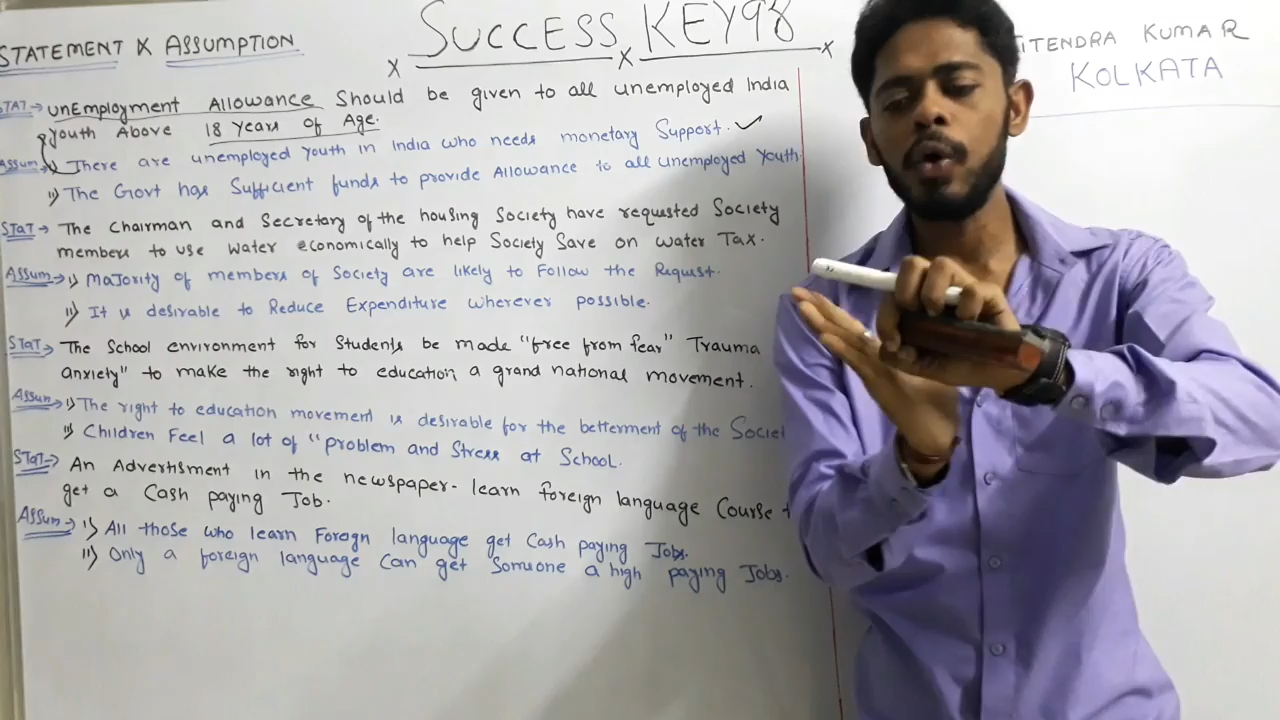 STATEMENT X ASSUMPTION
SUCCESS KEY98
x x x
JITENDRA KUMAR
KOLKATA
STAT → UNEmployment Allowance Should be given to all unemployed India
youth Above 18 years of Age.
Assum → i) There are unemployed youth in India who needs monetary Support. ✓
ii) The Govt has Sufficient funds to provide Allowance to all unemployed youth.
STAT → The Chairman and Secretary of the housing Society have requested Society
members to use water economically to help Society Save on water Tax.
Assum → i) Majority of members of Society are likely to Follow the Request.
ii) It is desirable to Reduce Expenditure wherever possible.
STAT → The School environment for Students be made "free from fear" Trauma
anxiety" to make the right to education a grand national movement.
Assum → i) The right to education movement is desirable for the betterment of the Societ
ii) Children Feel a lot of "problem and Stress at School.
STAT → An Advertisment in the newspaper - learn foreign language Course t
get a Cash paying Job.
Assum → i) All those who learn Forogn language get Cash paying Jobs.
ii) Only a foreign language Can get Somuone a high paying Jobs.